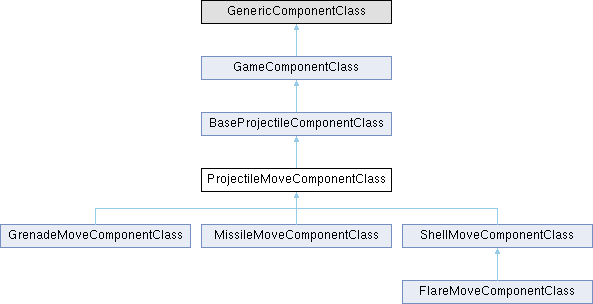 GenericComponentClass
GameComponentClass
BaseProjectileComponentClass
ProjectileMoveComponentClass
GrenadeMoveComponentClass
MissileMoveComponentClass
ShellMoveComponentClass
FlareMoveComponentClass